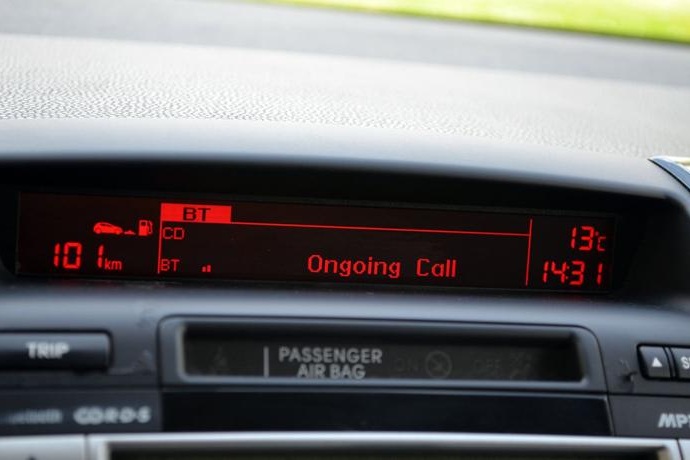 BT
CD
13°C
101km
BT
Ongoing Call
14:31
TRIP
PASSENGER
AIR BAG